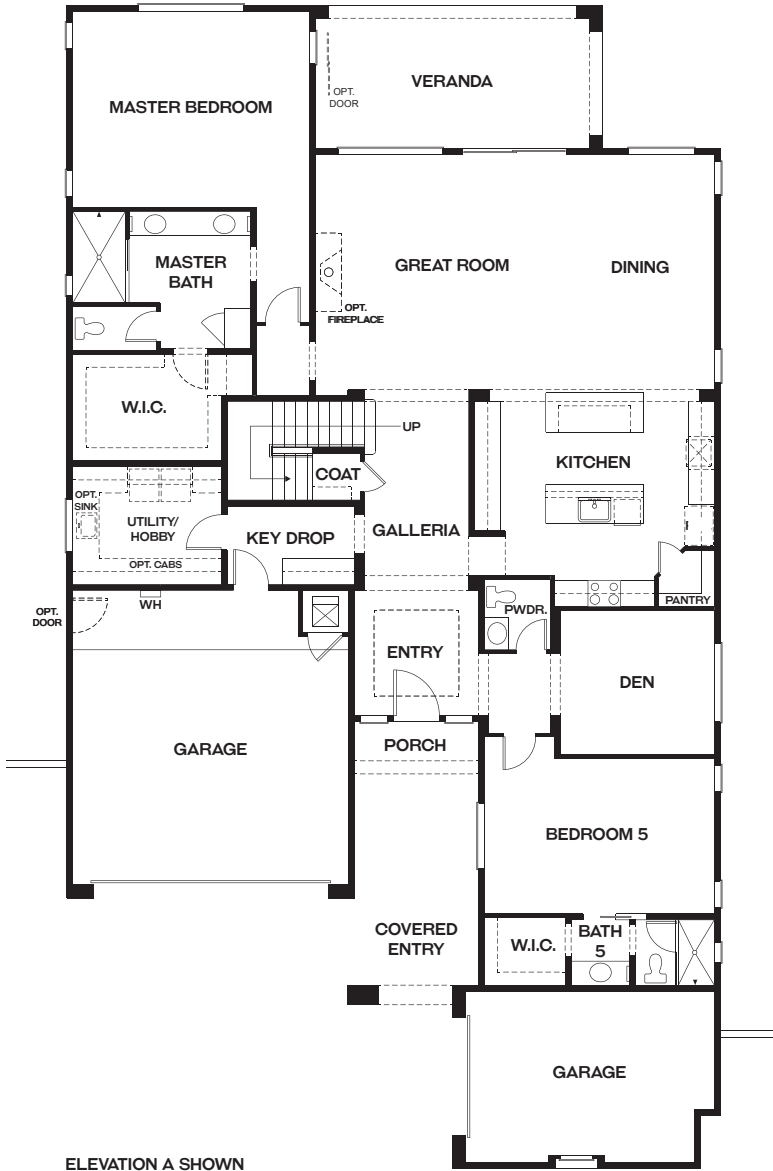 VERANDA
OPT.
DOOR
MASTER BEDROOM
MASTER
BATH
GREAT ROOM
DINING
OPT.
FIREPLACE
W.I.C.
UP
COAT
KITCHEN
OPT.
SINK
UTILITY/
HOBBY
OPT. CABS
KEY DROP
GALLERIA
WH
OPT.
DOOR
PWDR.
PANTRY
ENTRY
DEN
GARAGE
PORCH
BEDROOM 5
COVERED
ENTRY
W.I.C.
BATH
5
GARAGE
ELEVATION A SHOWN